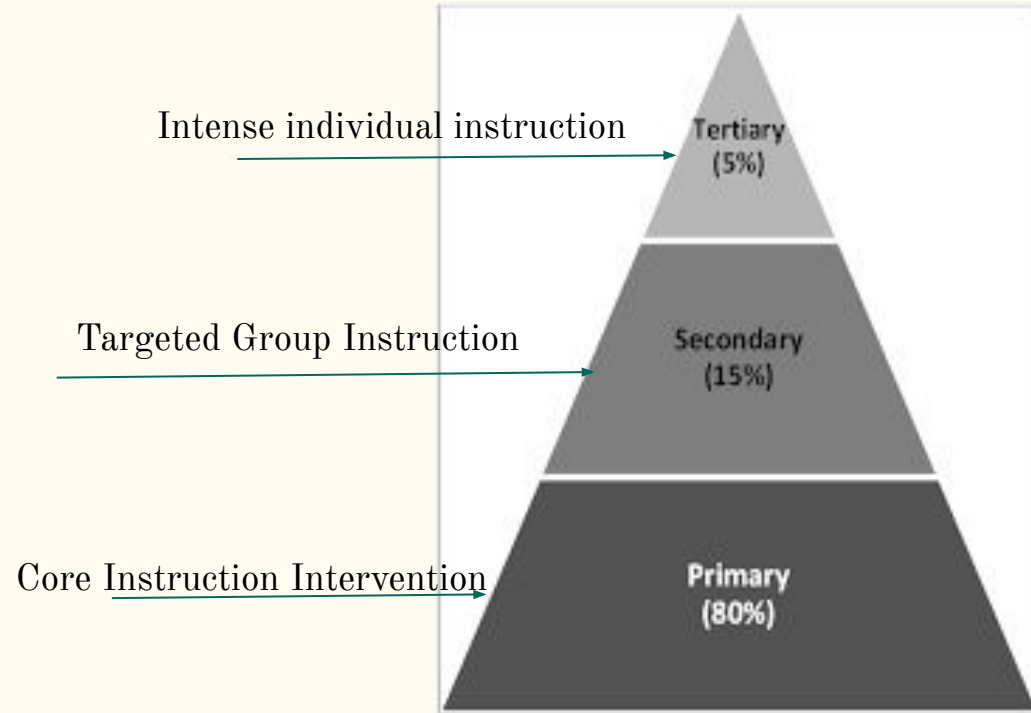 Intense individual instruction
Tertiary
(5%)
Targeted Group Instruction
Secondary
(15%)
Core Instruction Intervention
Primary
(80%)